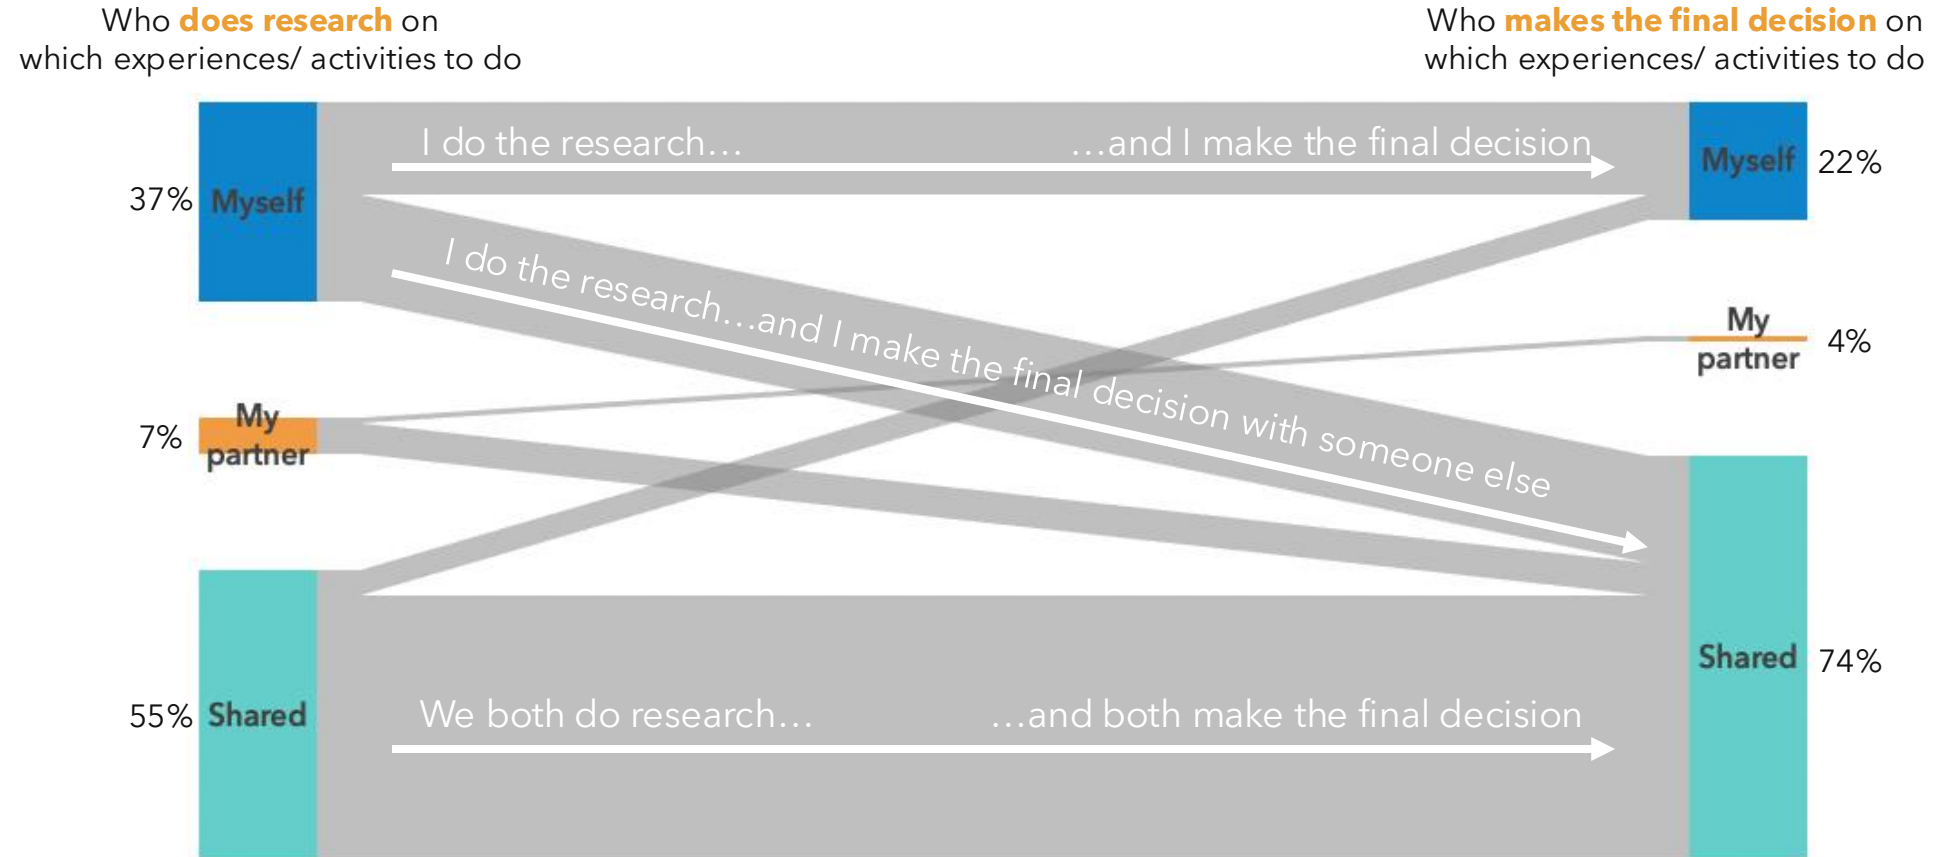 Who does research on
which experiences/ activities to do
Who makes the final decision on
which experiences/ activities to do
I do the research…
…and I make the final decision
Myself
22%
37%
Myself
I do the research…and I make the final decision with someone else
My
partner
4%
7%
My
partner
Shared
74%
55%
Shared
We both do research…
…and both make the final decision